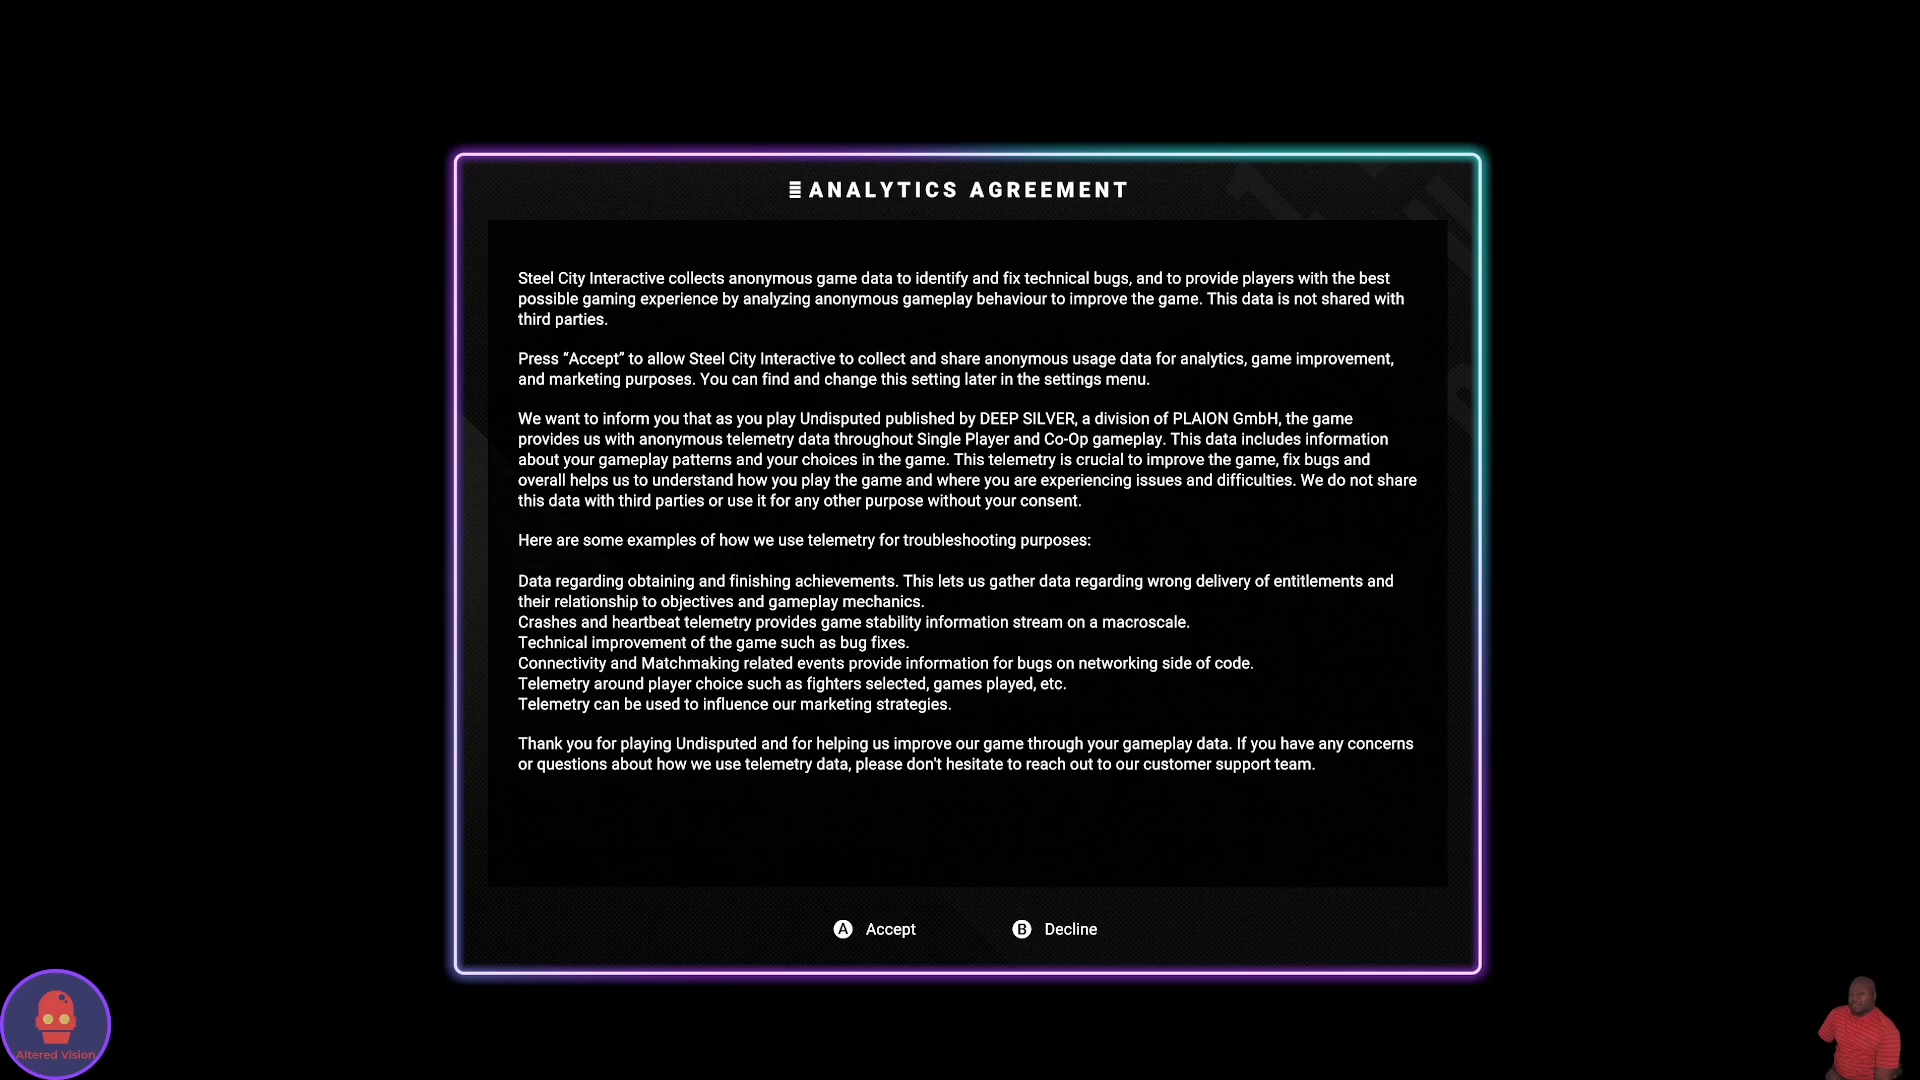 ANALYTICS AGREEMENT
Steel City Interactive collects anonymous game data to identify and fix technical bugs, and to provide players with the best
possible gaming experience by analyzing anonymous gameplay behaviour to improve the game. This data is not shared with
third parties.
Press “Accept” to allow Steel City Interactive to collect and share anonymous usage data for analytics, game improvement,
and marketing purposes. You can find and change this setting later in the settings menu.
We want to inform you that as you play Undisputed published by DEEP SILVER, a division of PLAION GmbH, the game
provides us with anonymous telemetry data throughout Single Player and Co-Op gameplay. This data includes information
about your gameplay patterns and your choices in the game. This telemetry is crucial to improve the game, fix bugs and
overall helps us to understand how you play the game and where you are experiencing issues and difficulties. We do not share
this data with third parties or use it for any other purpose without your consent.
Here are some examples of how we use telemetry for troubleshooting purposes:
Data regarding obtaining and finishing achievements. This lets us gather data regarding wrong delivery of entitlements and
their relationship to objectives and gameplay mechanics.
Crashes and heartbeat telemetry provides game stability information stream on a macroscale.
Technical improvement of the game such as bug fixes.
Connectivity and Matchmaking related events provide information for bugs on networking side of code.
Telemetry around player choice such as fighters selected, games played, etc.
Telemetry can be used to influence our marketing strategies.
Thank you for playing Undisputed and for helping us improve our game through your gameplay data. If you have any concerns
or questions about how we use telemetry data, please don't hesitate to reach out to our customer support team.
A Accept B Decline
Altered Vision